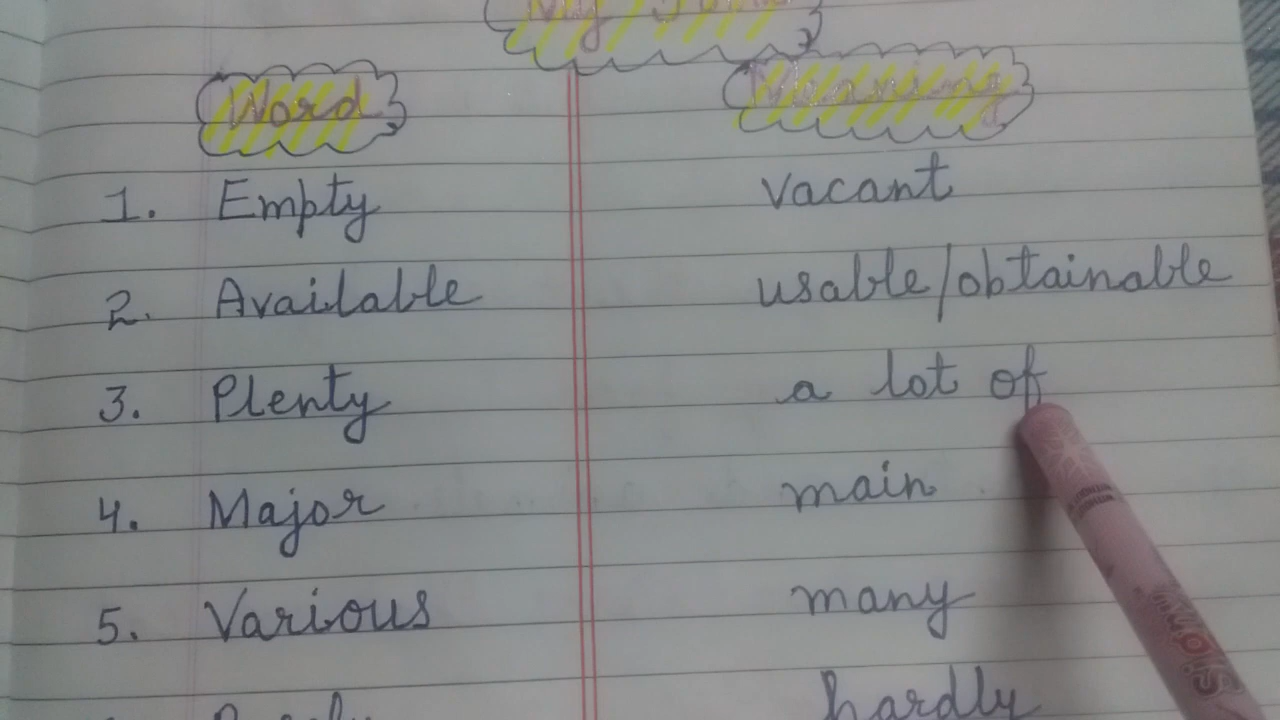 Word Meaning
1. Empty vacant
2. Available usable/obtainable
3. Plenty a lot of
4. Major main
5. Various many
hardly